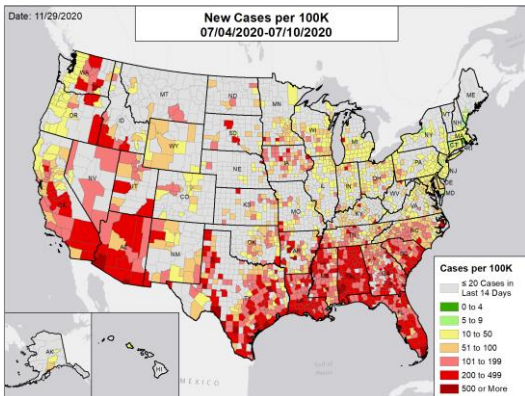 Date: 11/29/2020
New Cases per 100K
07/04/2020-07/10/2020
WA
MT
ND
MN
ME
OR
ID
SD
WI
MI
VT
NH
NY
MA
CT
WY
IA
PA
NJ
NV
UT
NE
IN
OH
DE
MD
CO
KS
MO
WV
VA
CA
AZ
NM
OK
AR
NC
SC
TX
LA
AL
GA
FL
AK
HI
MEXICO
Cases per 100K
≤ 20 Cases in
Last 14 Days
0 to 4
5 to 9
10 to 50
51 to 100
101 to 199
200 to 499
500 or More